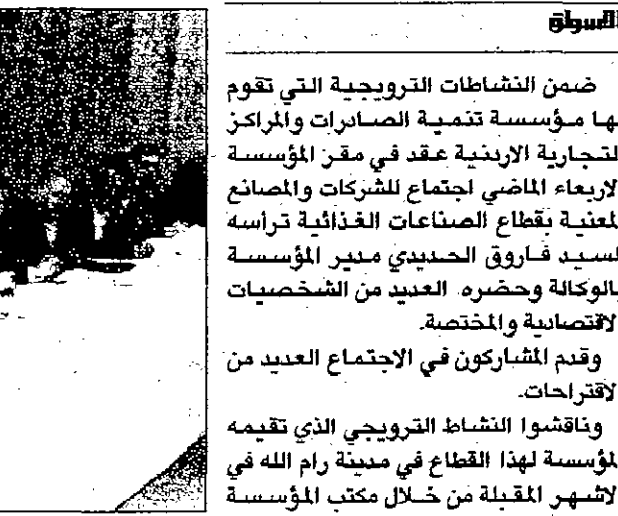 الاسواق
ضمن النشاطات الترويجية التي تقوم
بها مؤسسة تنمية الصادرات والمراكز
التجارية الاردنية عقد في مقر المؤسسة
الاربعاء الماضي اجتماع للشركات والمصانع
المعنية بقطاع الصناعات الغذائية ترأسه
السيد فاروق الحديدي مدير المؤسسة
بالوكالة وحضره العديد من الشخصيات
الاقتصادية والمختصة.
وقدم المشاركون في الاجتماع العديد من
الاقتراحات.
وناقشوا النشاط الترويجي الذي تقيمه
المؤسسة لهذا القطاع في مدينة رام الله في
الاشهر المقبلة من خلال مكتب المؤسسة